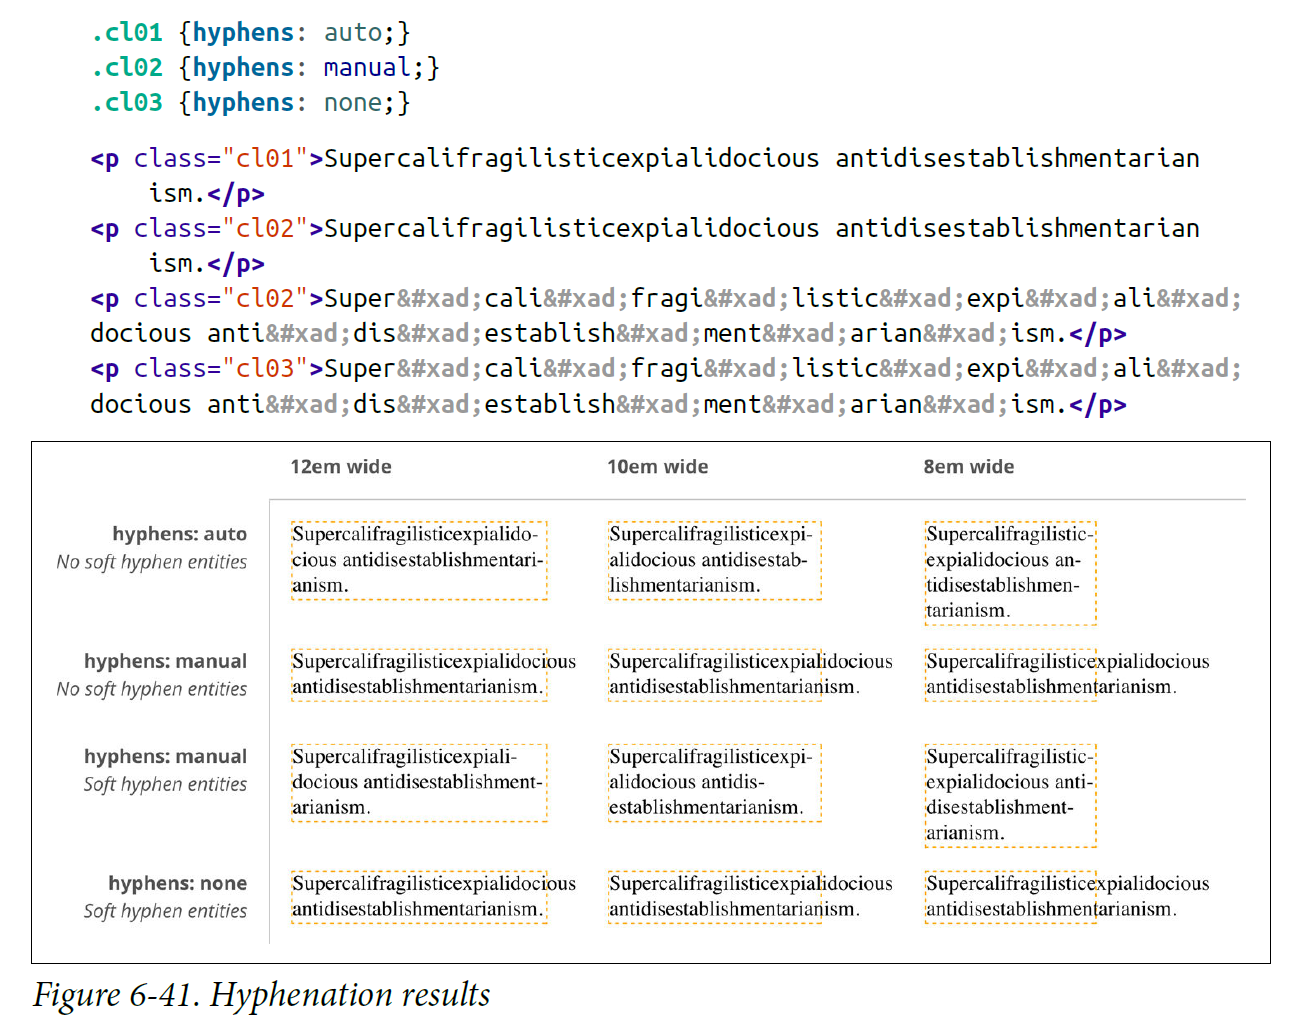 .cl01 {hyphens: auto;}
.cl02 {hyphens: manual;}
.cl03 {hyphens: none;}
<p class="cl01">Supercalifragilisticexpialidocious antidisestablishmentarian
ism.</p>
<p class="cl02">Supercalifragilisticexpialidocious antidisestablishmentarian
ism.</p>
<p class="cl02">Super&#xad;cali&#xad;fragi&#xad;listic&#xad;expi&#xad;ali&#xad;
docious anti&#xad;dis&#xad;establish&#xad;ment&#xad;arian&#xad;ism.</p>
<p class="cl03">Super&#xad;cali&#xad;fragi&#xad;listic&#xad;expi&#xad;ali&#xad;
docious anti&#xad;dis&#xad;establish&#xad;ment&#xad;arian&#xad;ism.</p>
12em wide
10em wide
8em wide
hyphens: auto
No soft hyphen entities
Supercalifragilisticexpialido-
cious antidisestablishmentari-
anism.
Supercalifragilisticexpi-
alidocious antidisestab-
lishmentarianism.
Supercalifragilistic-
expialidocious an-
tidisestablishmen-
tarianism.
hyphens: manual
No soft hyphen entities
Supercalifragilisticexpialidocious
antidisestablishmentarianism.
Supercalifragilisticexpialidocious
antidisestablishmentarianism.
Supercalifragilisticexpialidocious
antidisestablishmentarianism.
hyphens: manual
Soft hyphen entities
Supercalifragilisticexpiali-
docious antidisestablishment-
arianism.
Supercalifragilisticexpi-
alidocious antidis-
establishmentarianism.
Supercalifragilistic-
expialidocious anti-
disestablishment-
arianism.
hyphens: none
Soft hyphen entities
Supercalifragilisticexpialidocious
antidisestablishmentarianism.
Supercalifragilisticexpialidocious
antidisestablishmentarianism.
Supercalifragilisticexpialidocious
antidisestablishmentarianism.
Figure 6-41. Hyphenation results